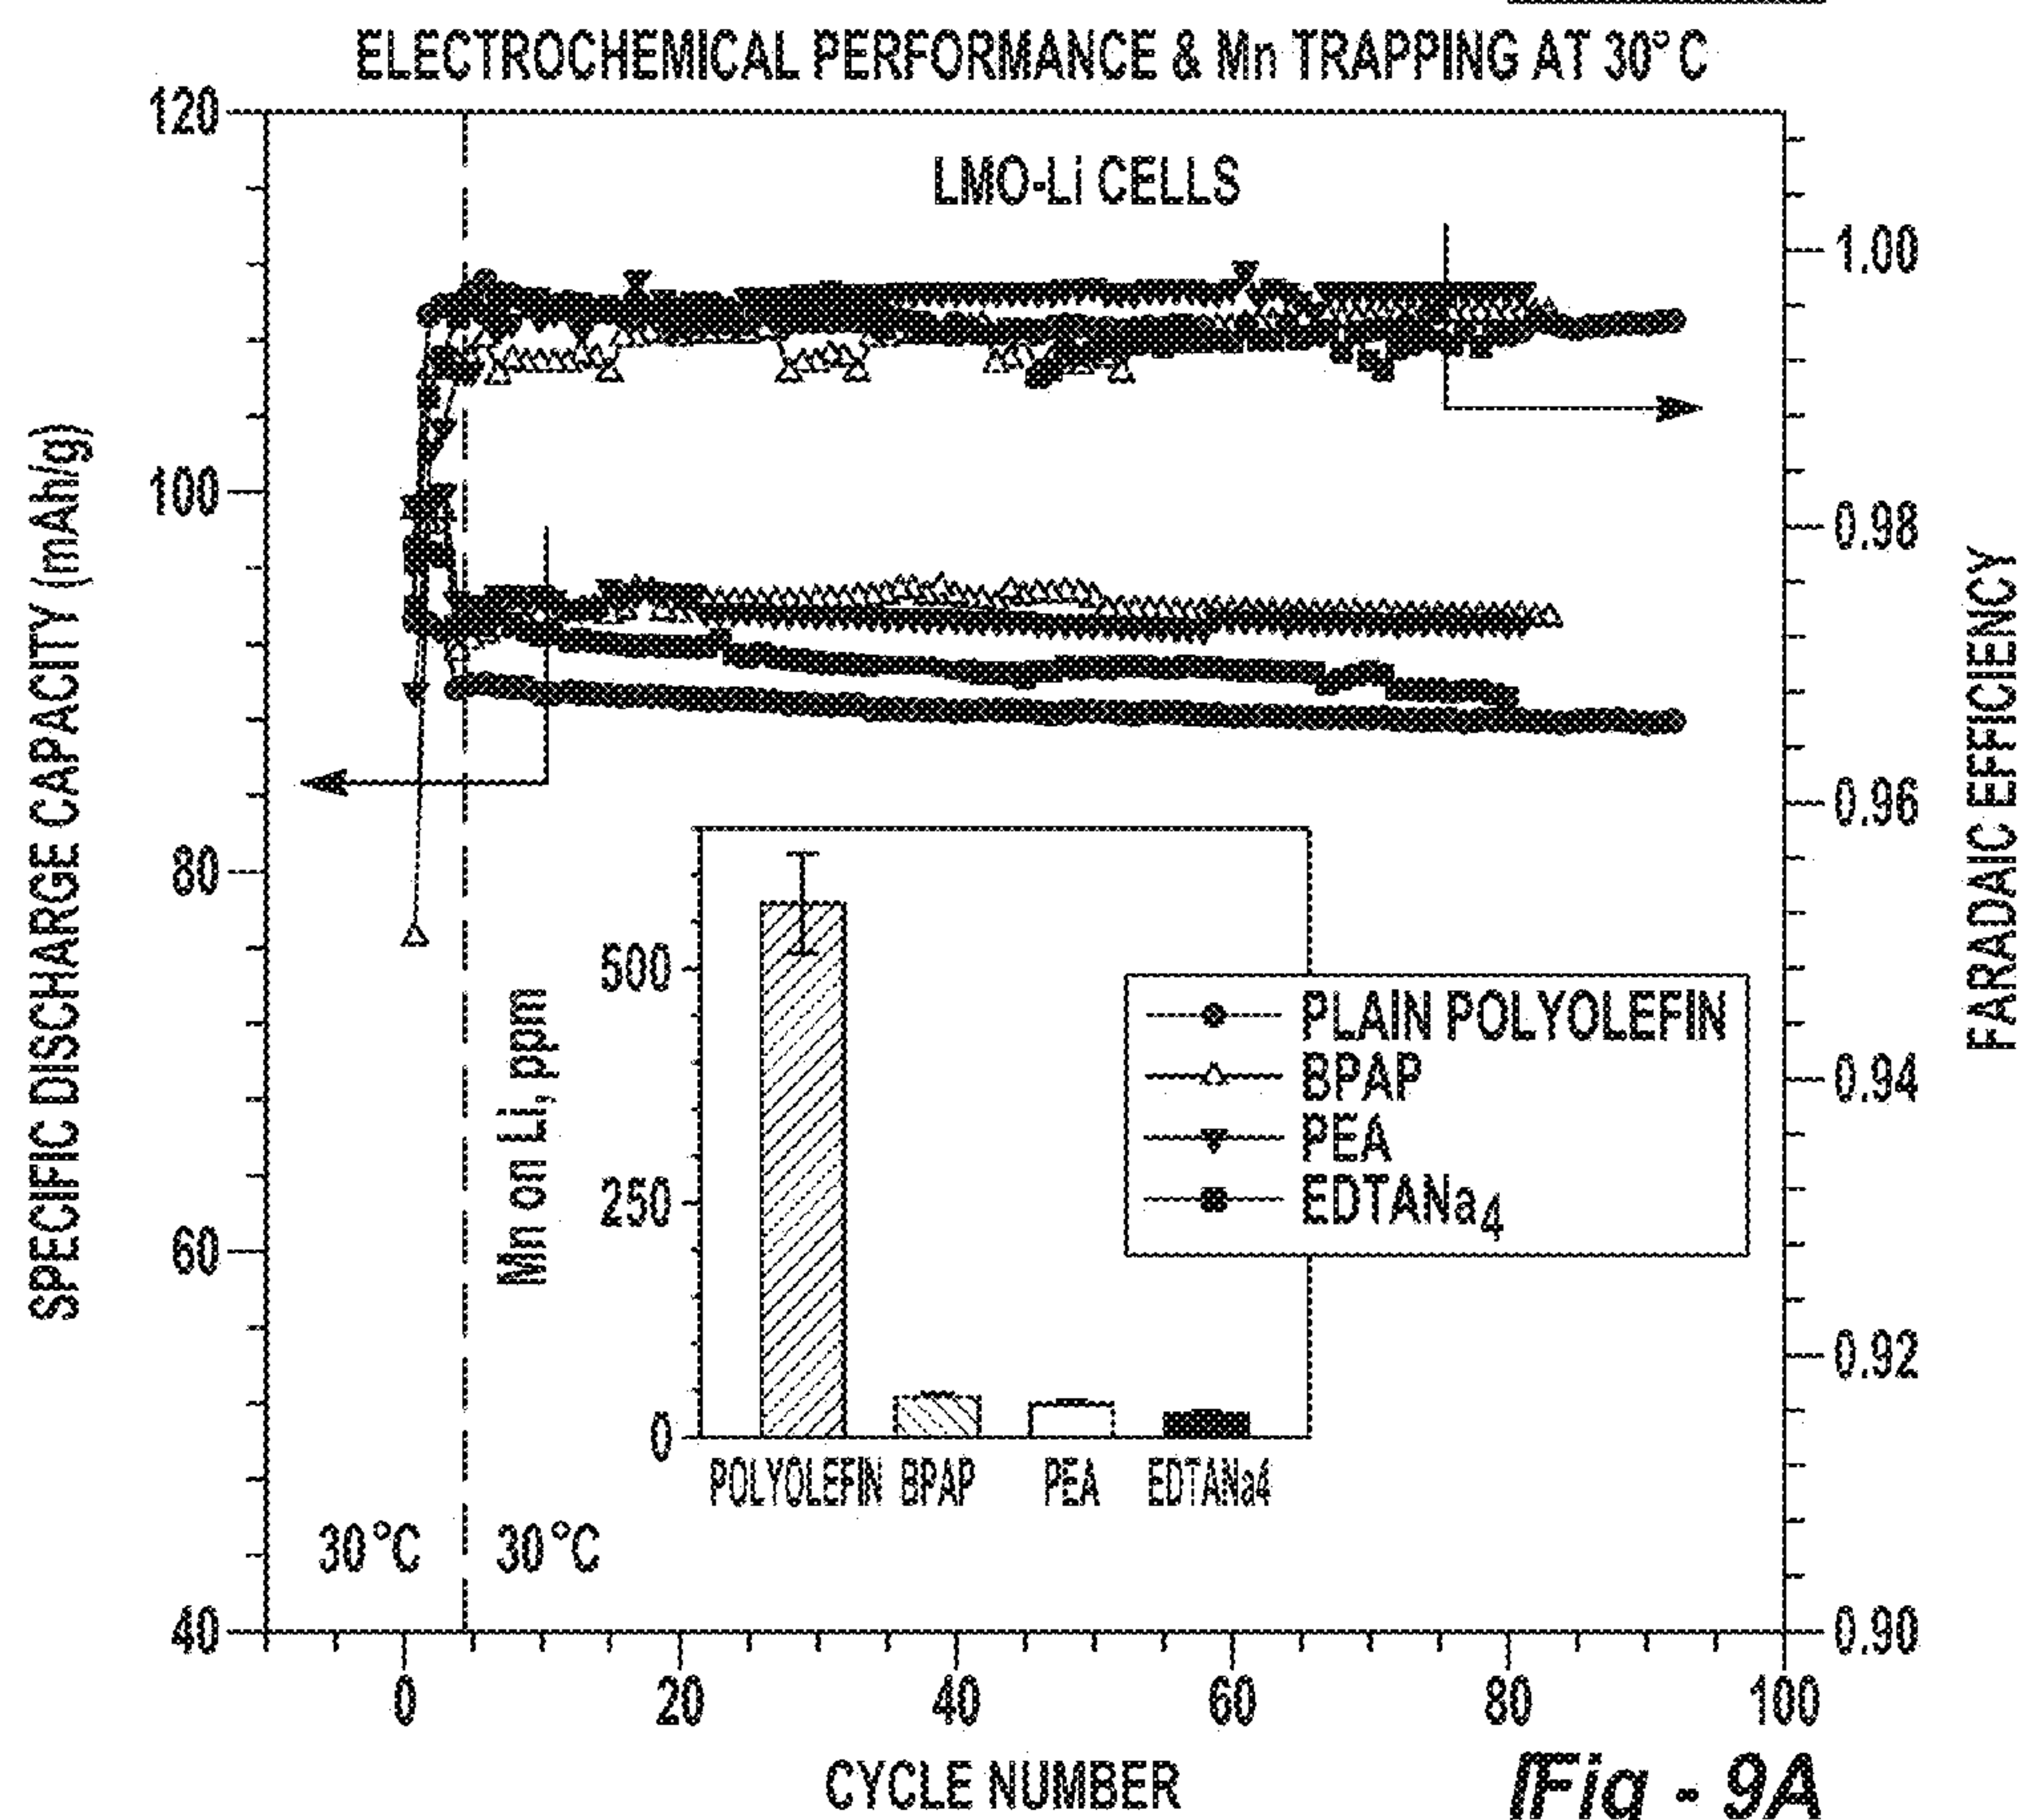 ELECTROCHEMICAL PERFORMANCE & Mn TRAPPING AT 30°C
LMO-Li CELLS
120
100
80
60
40
SPECIFIC DISCHARGE CAPACITY (mAh/g)
1.00
0.98
0.96
0.94
0.92
0.90
FARADAIC EFFICIENCY
Mn on Li, ppm
500
250
0
POLYOLEFIN BPAP PEA EDTANa4
PLAIN POLYOLEFIN
BPAP
PEA
EDTANa4
30°C 30°C
0 20 40 60 80 100
CYCLE NUMBER
Fig - 9A